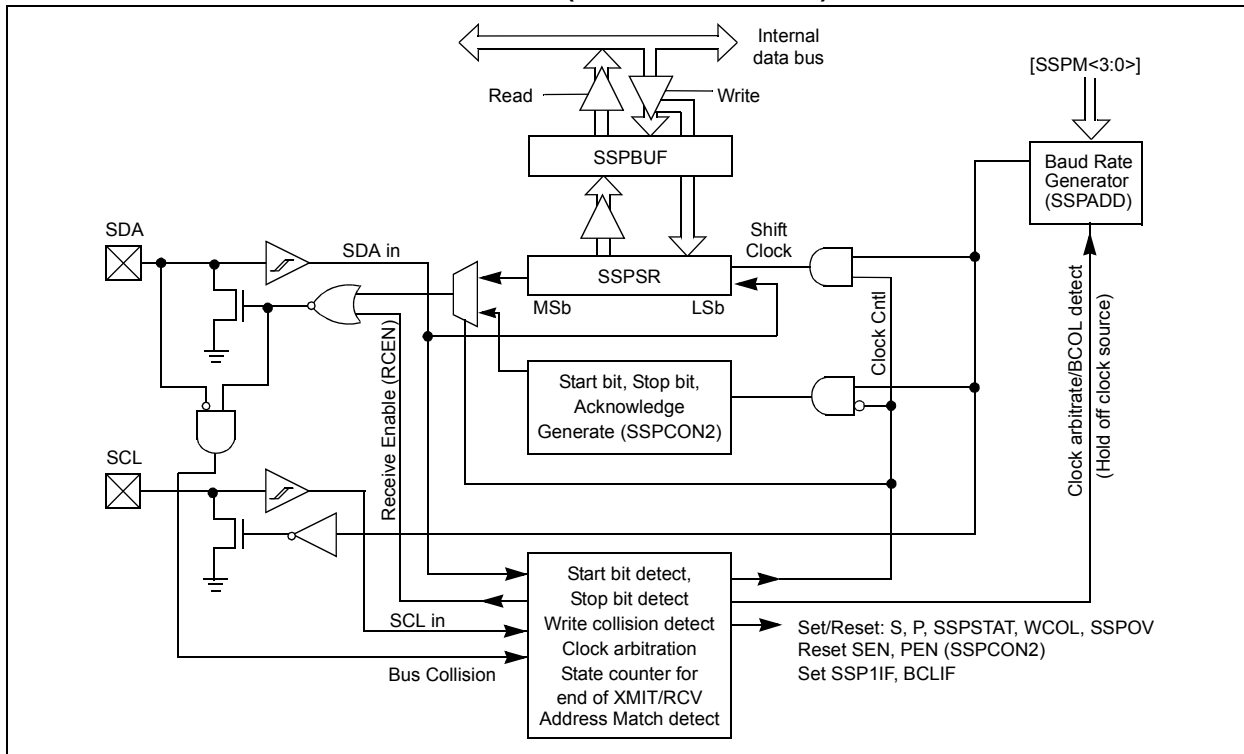 Internal
data bus
[SSPM<3:0>]
Read
Write
SSPBUF
Baud Rate
Generator
(SSPADD)
SDA
SDA in
Shift
Clock
SSPSR
MSb
LSb
Clock Cntl
Receive Enable (RCEN)
Start bit, Stop bit,
Acknowledge
Generate (SSPCON2)
Clock arbitrate/BCOL detect
(Hold off clock source)
SCL
SCL in
Bus Collision
Start bit detect,
Stop bit detect
Write collision detect
Clock arbitration
State counter for
end of XMIT/RCV
Address Match detect
Set/Reset: S, P, SSPSTAT, WCOL, SSPOV
Reset SEN, PEN (SSPCON2)
Set SSP1IF, BCLIF